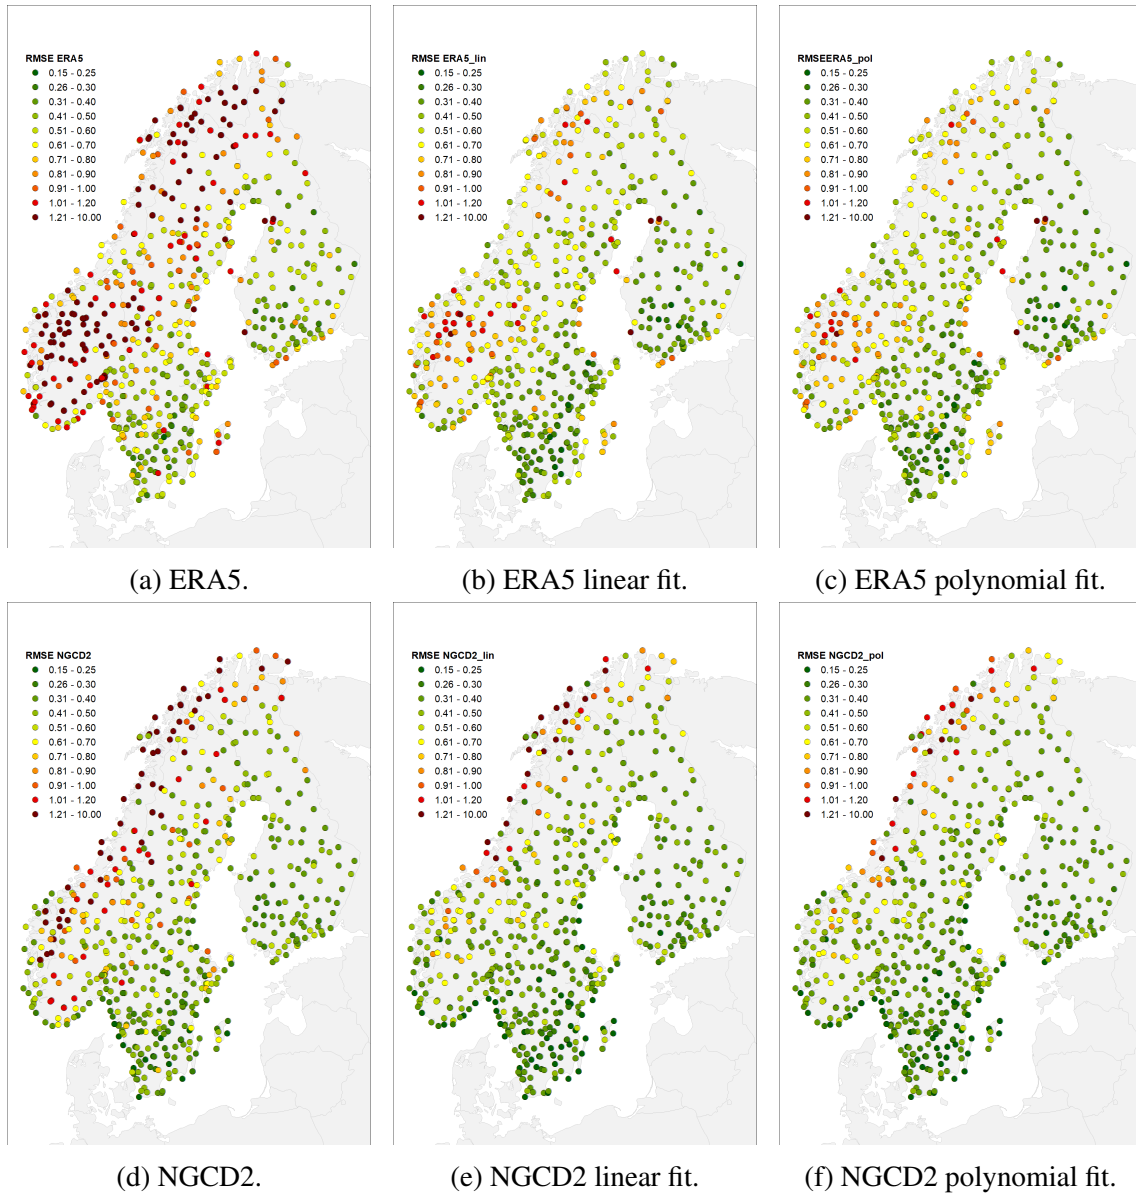 RMSE ERA5
0.15 - 0.25
0.26 - 0.30
0.31 - 0.40
0.41 - 0.50
0.51 - 0.60
0.61 - 0.70
0.71 - 0.80
0.81 - 0.90
0.91 - 1.00
1.01 - 1.20
1.21 - 10.00
RMSE ERA5_lin
0.15 - 0.25
0.26 - 0.30
0.31 - 0.40
0.41 - 0.50
0.51 - 0.60
0.61 - 0.70
0.71 - 0.80
0.81 - 0.90
0.91 - 1.00
1.01 - 1.20
1.21 - 10.00
RMSEERA5_pol
0.15 - 0.25
0.26 - 0.30
0.31 - 0.40
0.41 - 0.50
0.51 - 0.60
0.61 - 0.70
0.71 - 0.80
0.81 - 0.90
0.91 - 1.00
1.01 - 1.20
1.21 - 10.00
(a) ERA5.
(b) ERA5 linear fit.
(c) ERA5 polynomial fit.
RMSE NGCD2
0.15 - 0.25
0.26 - 0.30
0.31 - 0.40
0.41 - 0.50
0.51 - 0.60
0.61 - 0.70
0.71 - 0.80
0.81 - 0.90
0.91 - 1.00
1.01 - 1.20
1.21 - 10.00
RMSE NGCD2_lin
0.15 - 0.25
0.26 - 0.30
0.31 - 0.40
0.41 - 0.50
0.51 - 0.60
0.61 - 0.70
0.71 - 0.80
0.81 - 0.90
0.91 - 1.00
1.01 - 1.20
1.21 - 10.00
RMSE NGCD2_pol
0.15 - 0.25
0.26 - 0.30
0.31 - 0.40
0.41 - 0.50
0.51 - 0.60
0.61 - 0.70
0.71 - 0.80
0.81 - 0.90
0.91 - 1.00
1.01 - 1.20
1.21 - 10.00
(d) NGCD2.
(e) NGCD2 linear fit.
(f) NGCD2 polynomial fit.